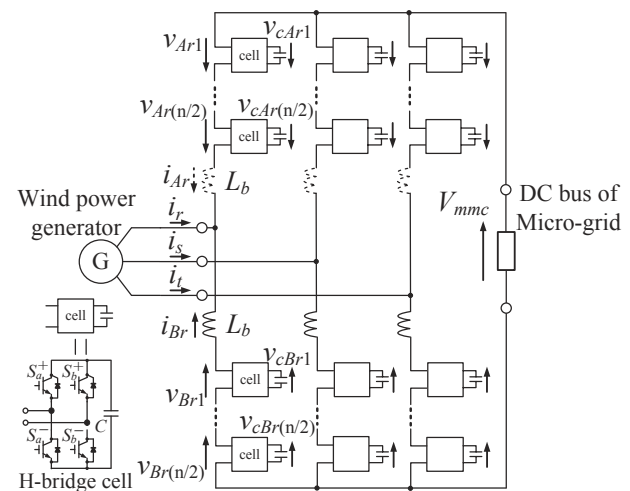 v_{Ar1}
v_{cAr1}
cell
v_{Ar(n/2)}
v_{cAr(n/2)}
cell
i_{Ar}
L_b
Wind power
generator
G
i_r
i_s
i_t
V_{mmc}
DC bus of
Micro-grid
cell
i_{Br}
L_b
v_{cBr1}
v_{Br1}
cell
v_{cBr(n/2)}
v_{Br(n/2)}
cell
S_a^+
S_b^+
S_a^-
S_b^-
C
H-bridge cell